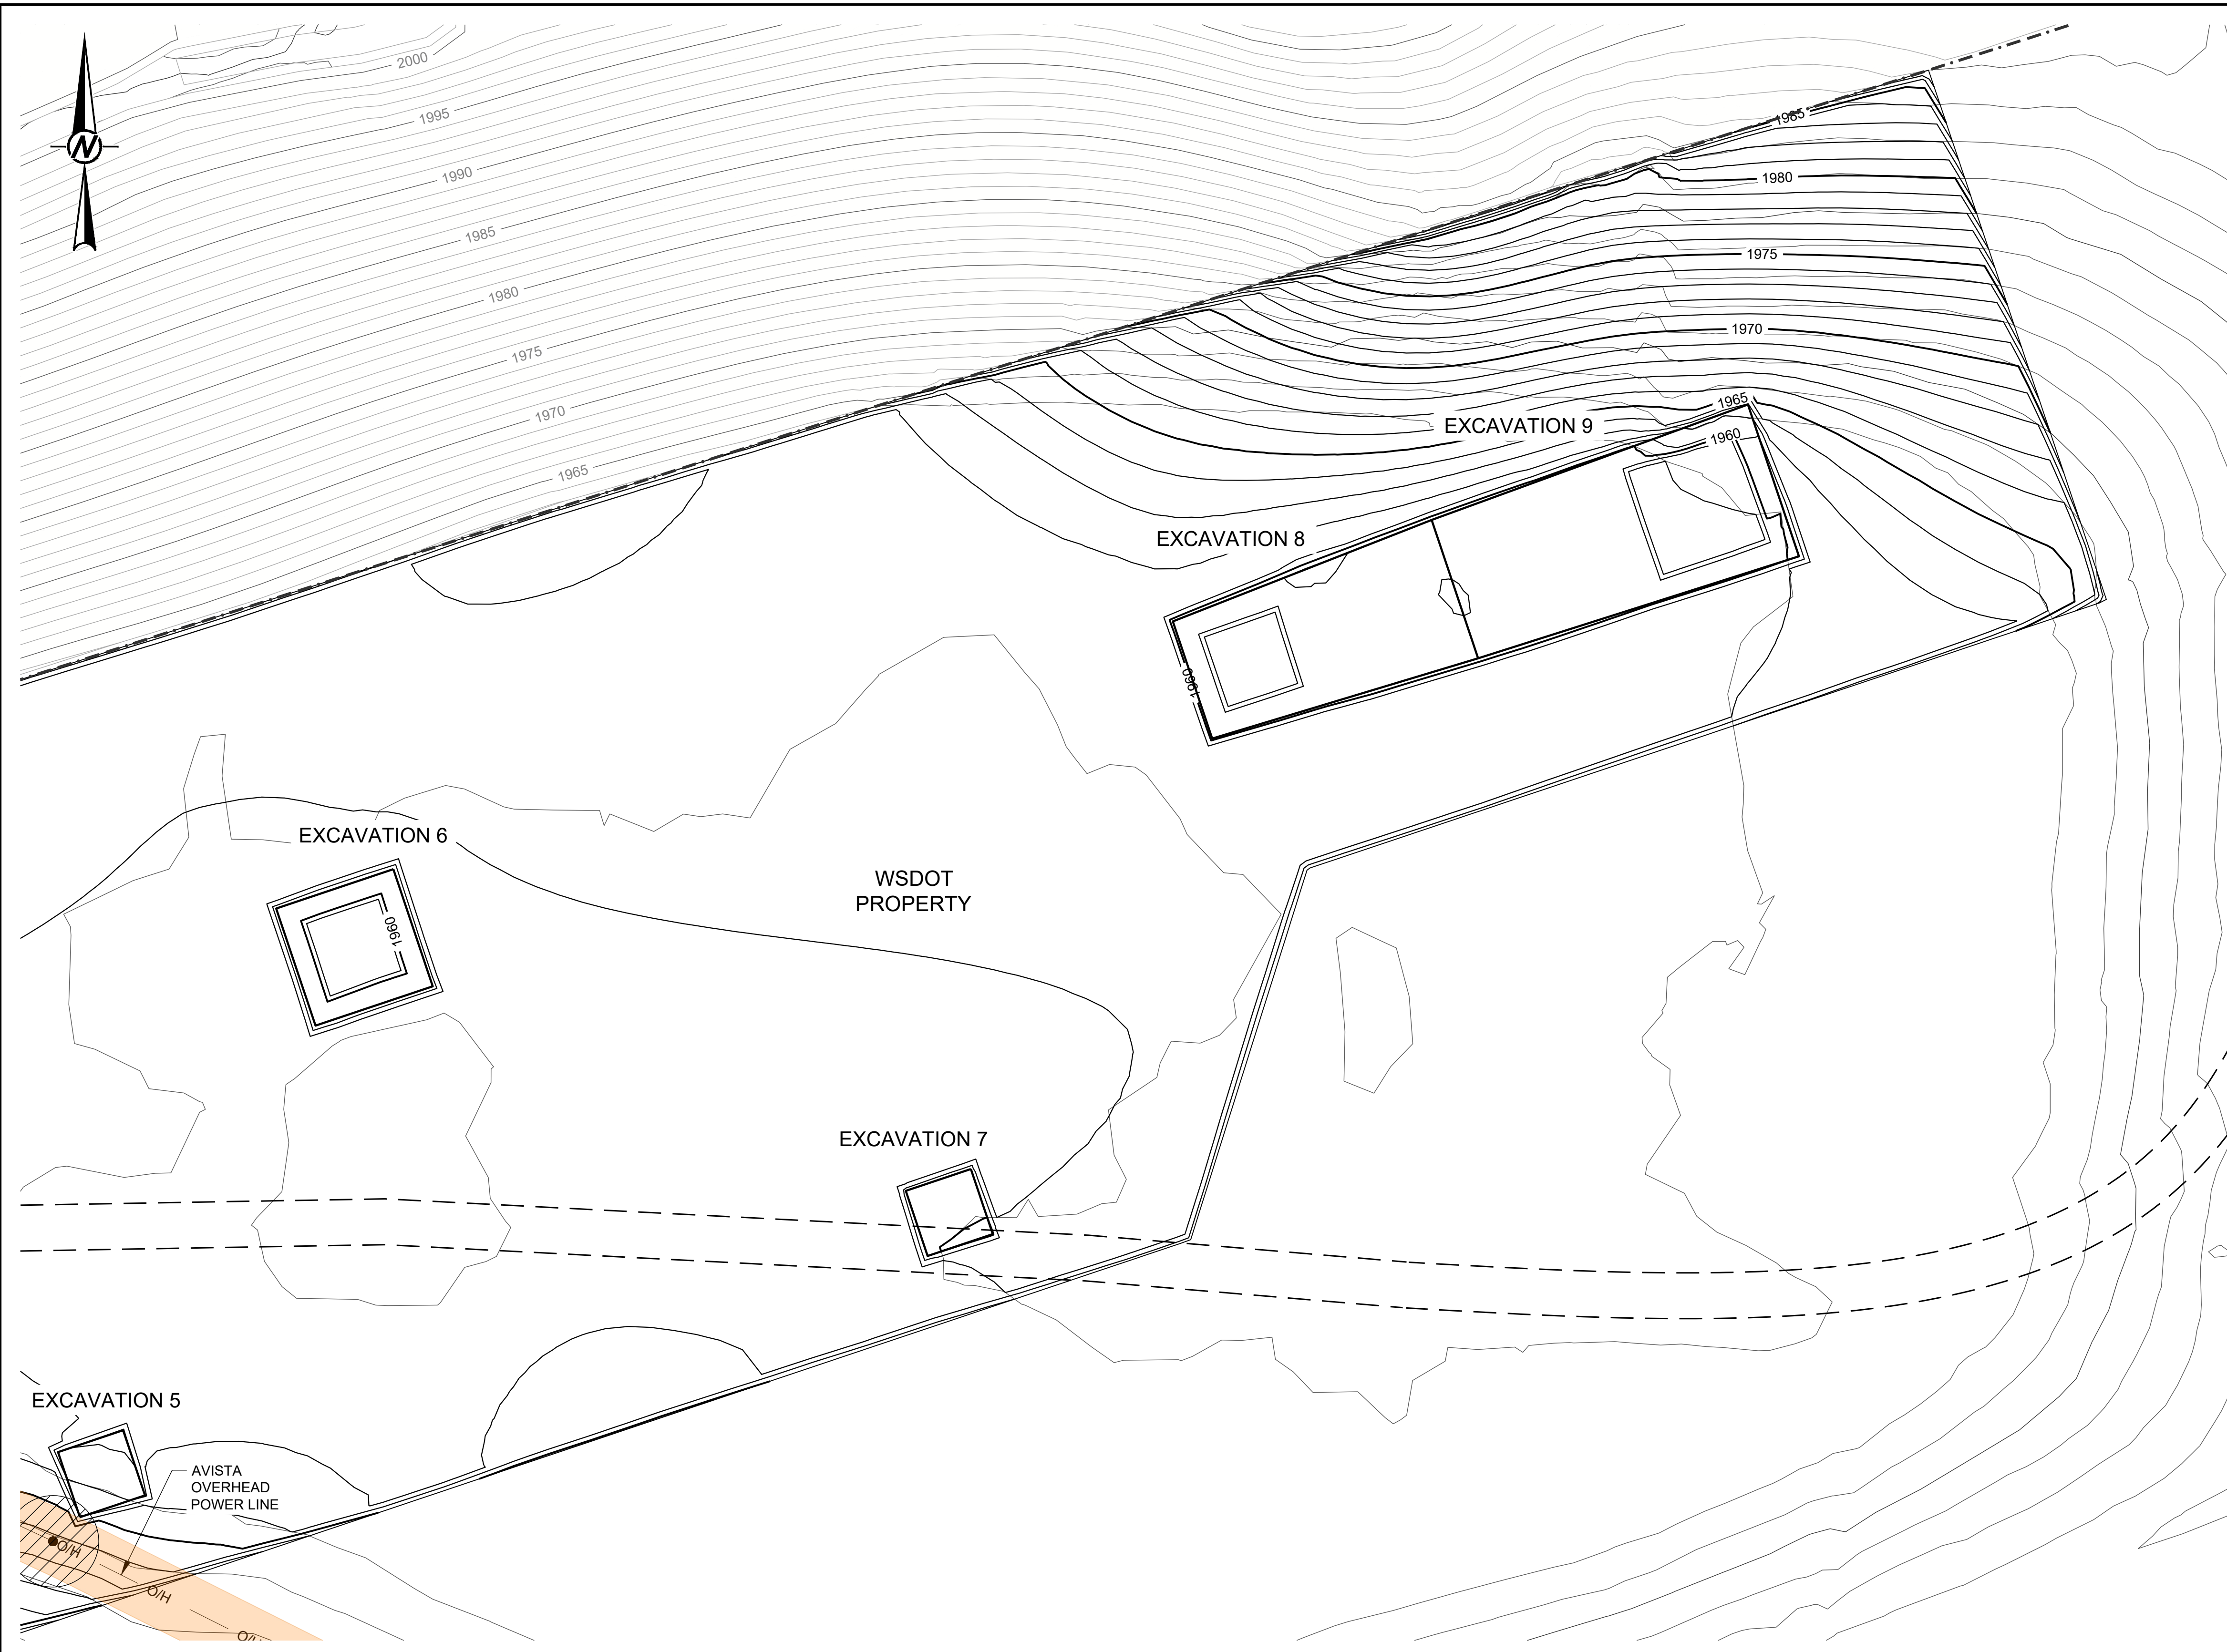 2000
1995
1990
1985
1980
1975
1970
1965
N
1985
1980
1975
1970
1965
1960
EXCAVATION 9
EXCAVATION 8
1960
EXCAVATION 6
1960
WSDOT
PROPERTY
EXCAVATION 7
EXCAVATION 5
AVISTA
OVERHEAD
POWER LINE
O/H
O/H
O/H